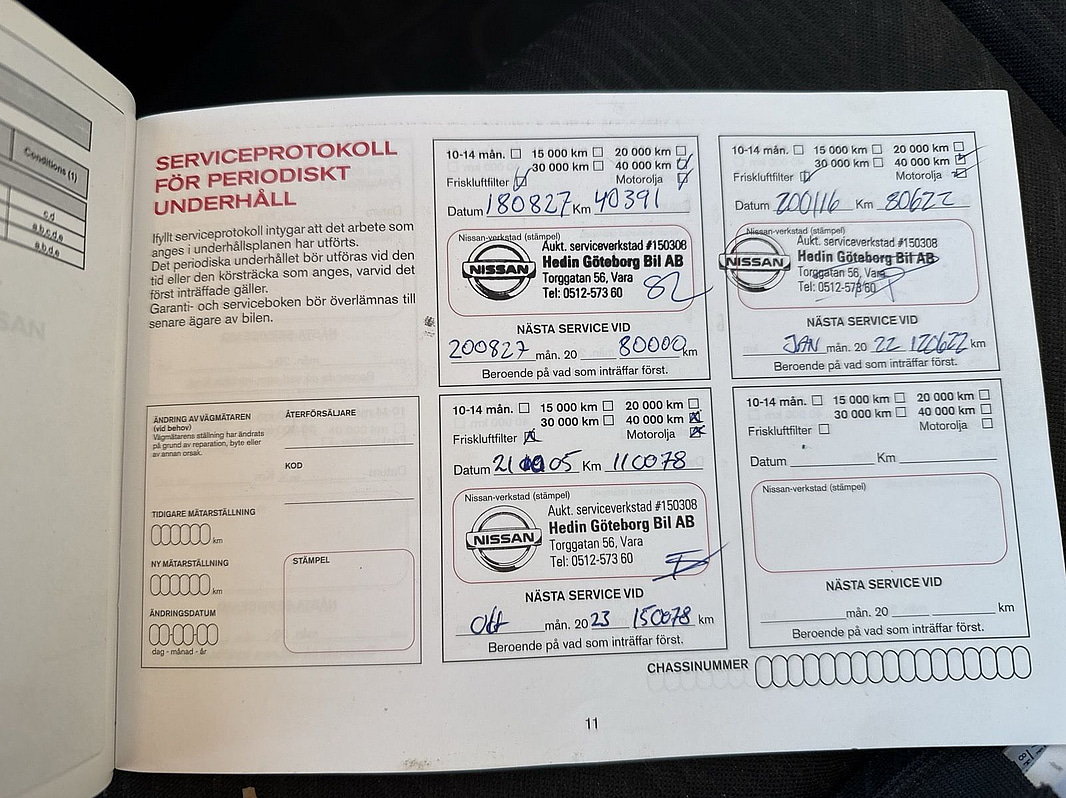 Conditions (1)
c,d
a,b,c,d,e
a,b,d,e
SERVICEPROTOKOLL
FÖR PERIODISKT
UNDERHÅLL
Ifyllt serviceprotokoll intygar att det arbete som
anges i underhållsplanen har utförts.
Det periodiska underhållet bör utföras vid den
tid eller den körsträcka som anges, varvid det
först inträffade gäller.
Garanti- och serviceboken bör överlämnas till
senare ägare av bilen.
10-14 mån. 15 000 km 20 000 km
30 000 km 40 000 km
Friskluftfilter Motorolja
Datum 180827 Km 40391
Nissan-verkstad (stämpel)
NISSAN
Aukt. serviceverkstad #150308
Hedin Göteborg Bil AB
Torggatan 56, Vara
Tel: 0512-573 60
82
NÄSTA SERVICE VID
200827 mån. 20 80000 km
Beroende på vad som inträffar först.
10-14 mån. 15 000 km 20 000 km
30 000 km 40 000 km
Friskluftfilter Motorolja
Datum 200116 Km 80622
Nissan-verkstad (stämpel)
NISSAN
Aukt. serviceverkstad #150308
Hedin Göteborg Bil AB
Torggatan 56, Vara
Tel: 0512-573 60
NÄSTA SERVICE VID
JAN mån. 20 22 120622 km
Beroende på vad som inträffar först.
ÄNDRING AV VÄGMÄTAREN
(vid behov)
Vägmätarens ställning har ändrats
på grund av reparation, byte eller
av annan orsak.
ÅTERFÖRSÄLJARE
KOD
TIDIGARE MÄTARSTÄLLNING
km
NY MÄTARSTÄLLNING
km
ÄNDRINGSDATUM
dag - månad - år
STÄMPEL
10-14 mån. 15 000 km 20 000 km
30 000 km 40 000 km
Friskluftfilter Motorolja
Datum 21 05 Km 110078
Nissan-verkstad (stämpel)
NISSAN
Aukt. serviceverkstad #150308
Hedin Göteborg Bil AB
Torggatan 56, Vara
Tel: 0512-573 60
NÄSTA SERVICE VID
mån. 20 23 150078 km
Beroende på vad som inträffar först.
10-14 mån. 15 000 km 20 000 km
30 000 km 40 000 km
Friskluftfilter Motorolja
Datum Km
Nissan-verkstad (stämpel)
NÄSTA SERVICE VID
mån. 20 km
Beroende på vad som inträffar först.
CHASSINUMMER
11